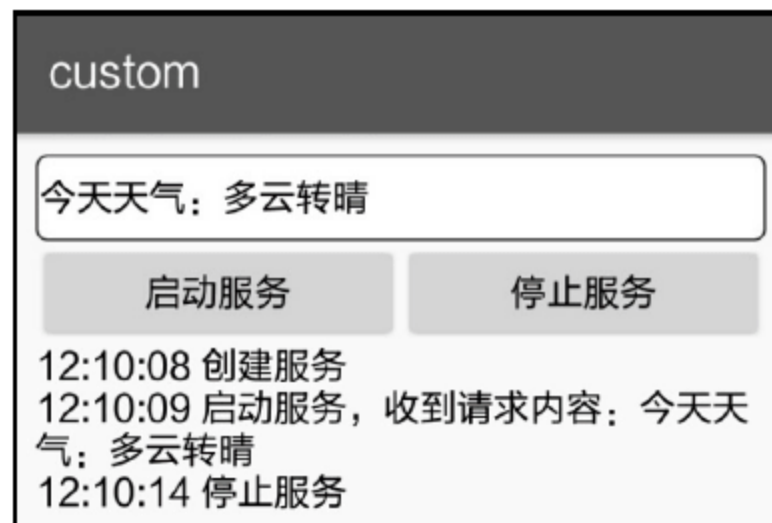 custom
今天天气：多云转晴
启动服务 停止服务
12:10:08 创建服务
12:10:09 启动服务，收到请求内容：今天天
气：多云转晴
12:10:14 停止服务